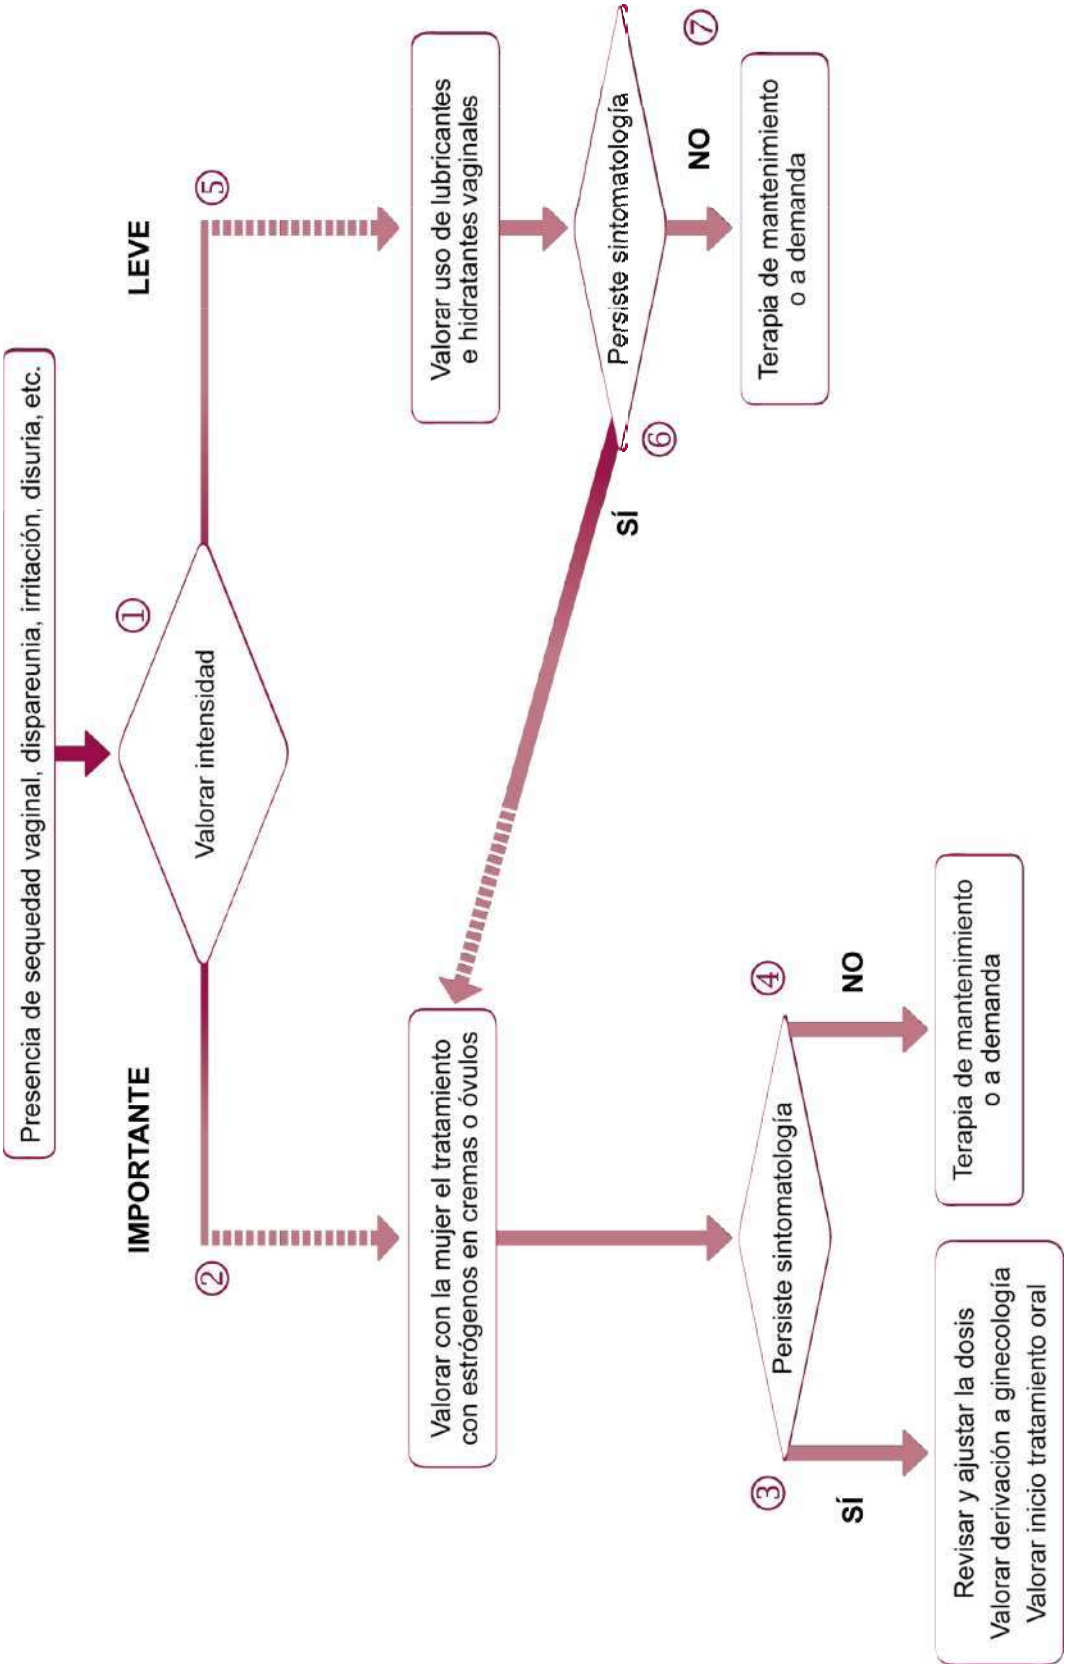 Presencia de sequedad vaginal, dispareunia, irritación, disuria, etc.
①
IMPORTANTE
LEVE
②
Valorar intensidad
⑤
Valorar con la mujer el tratamiento
con estrógenos en cremas o óvulos
Valorar uso de lubricantes
e hidratantes vaginales
SÍ
⑥
Persiste sintomatología
⑦
NO
Terapia de mantenimiento
o a demanda
③
Persiste sintomatología
④
SÍ
NO
Revisar y ajustar la dosis
Valorar derivación a ginecología
Valorar inicio tratamiento oral
Terapia de mantenimiento
o a demanda